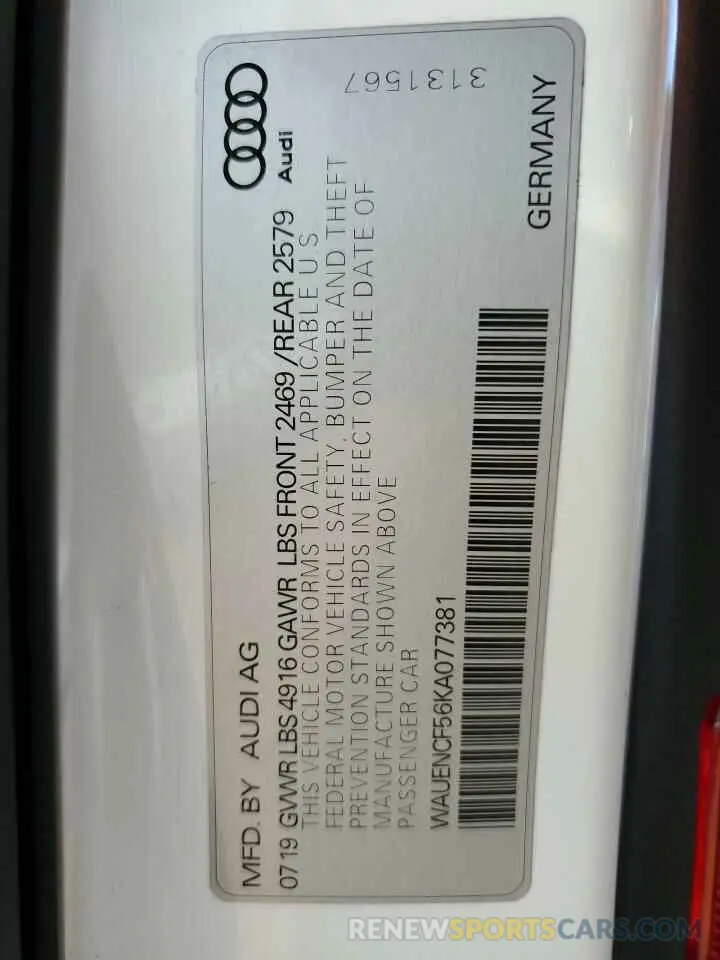 MFD. BY AUDI AG
0719 GVWR LBS 4916 GAWR LBS FRONT 2469 /REAR 2579
Audi
THIS VEHICLE CONFORMS TO ALL APPLICABLE U S
FEDERAL MOTOR VEHICLE SAFETY, BUMPER AND THEFT
PREVENTION STANDARDS IN EFFECT ON THE DATE OF
MANUFACTURE SHOWN ABOVE
PASSENGER CAR
3131567
WAUENCF56KA077381
GERMANY
RENEWSPORTSCARS.COM